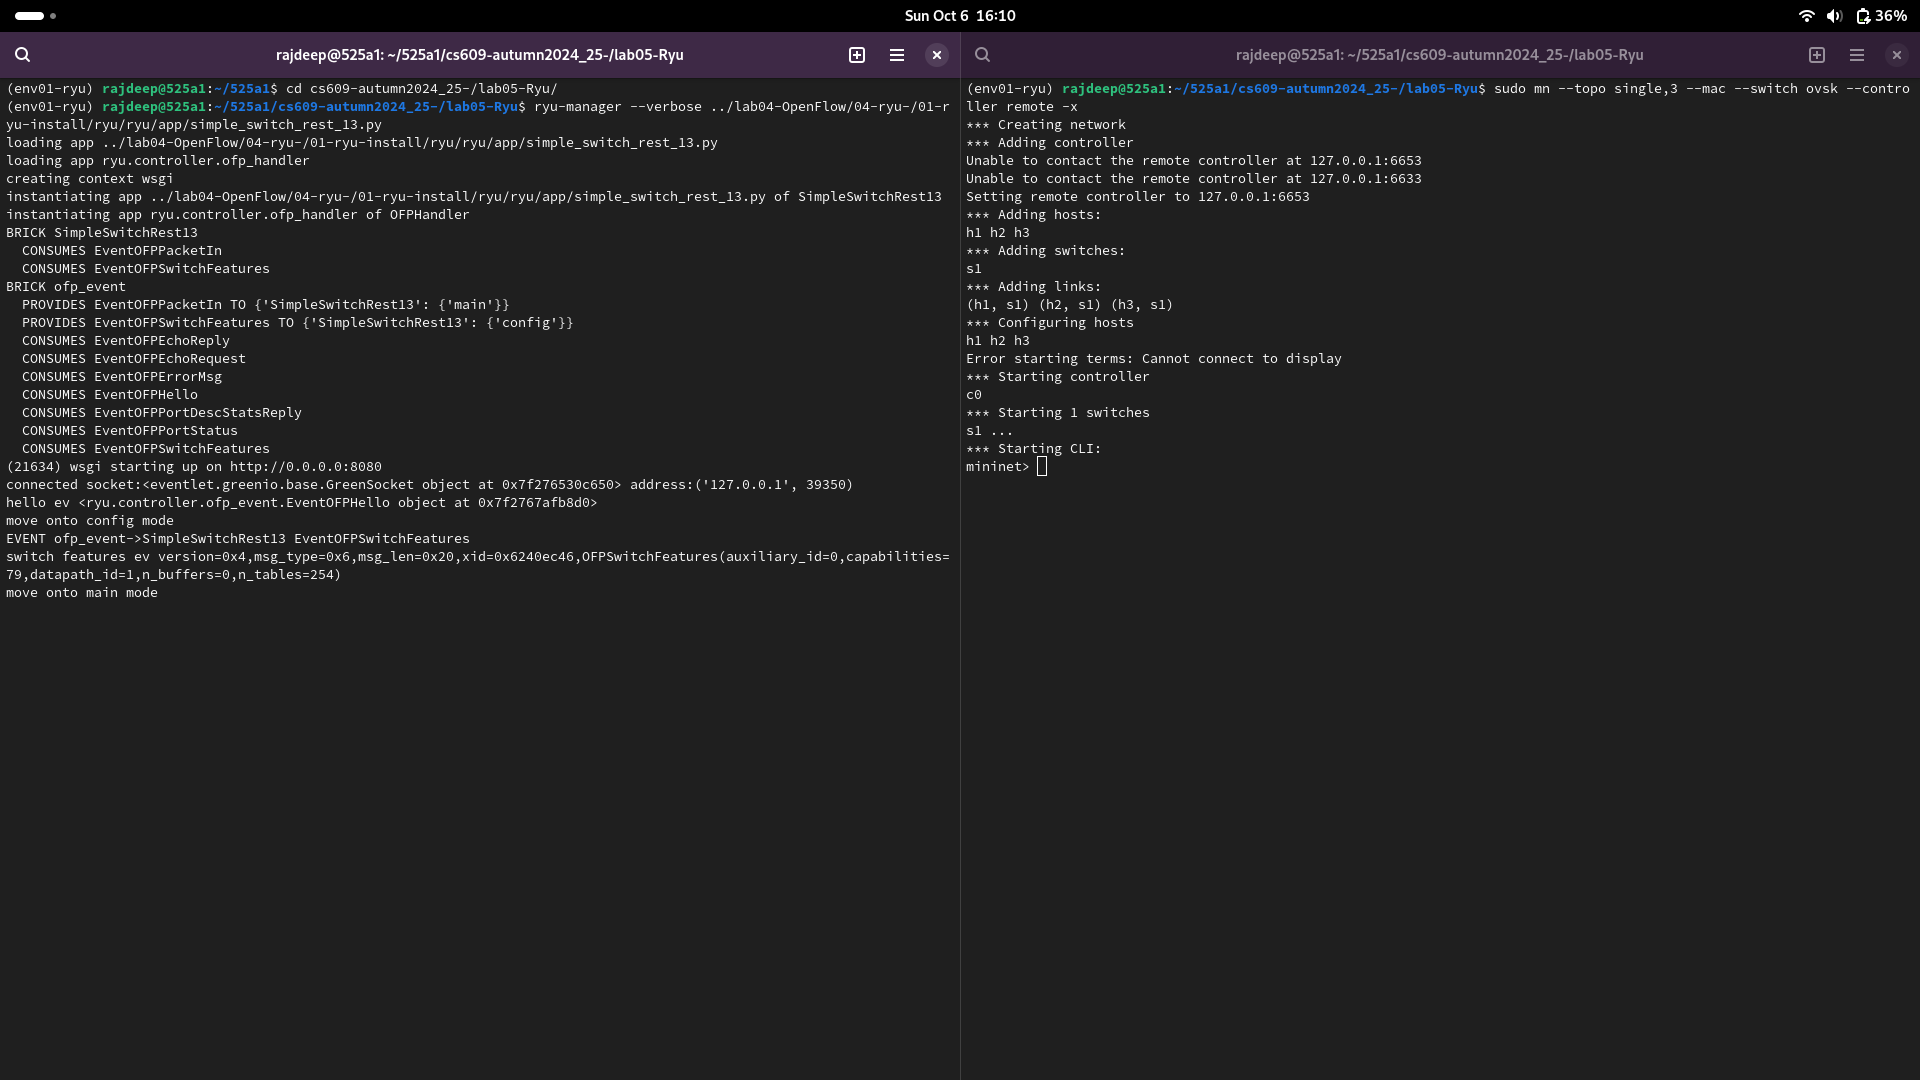 Sun Oct 6 16:10
36%
rajdeep@525a1: ~/525a1/cs609-autumn2024_25-/lab05-Ryu
(env01-ryu) rajdeep@525a1:~/525a1$ cd cs609-autumn2024_25-/lab05-Ryu/
(env01-ryu) rajdeep@525a1:~/525a1/cs609-autumn2024_25-/lab05-Ryu$ ryu-manager --verbose ../lab04-OpenFlow/04-ryu-/01-r
yu-install/ryu/ryu/app/simple_switch_rest_13.py
loading app ../lab04-OpenFlow/04-ryu-/01-ryu-install/ryu/ryu/app/simple_switch_rest_13.py
loading app ryu.controller.ofp_handler
creating context wsgi
instantiating app ../lab04-OpenFlow/04-ryu-/01-ryu-install/ryu/ryu/app/simple_switch_rest_13.py of SimpleSwitchRest13
instantiating app ryu.controller.ofp_handler of OFPHandler
BRICK SimpleSwitchRest13
  CONSUMES EventOFPPacketIn
  CONSUMES EventOFPSwitchFeatures
BRICK ofp_event
  PROVIDES EventOFPPacketIn TO {'SimpleSwitchRest13': {'main'}}
  PROVIDES EventOFPSwitchFeatures TO {'SimpleSwitchRest13': {'config'}}
  CONSUMES EventOFPEchoReply
  CONSUMES EventOFPEchoRequest
  CONSUMES EventOFPErrorMsg
  CONSUMES EventOFPHello
  CONSUMES EventOFPPortDescStatsReply
  CONSUMES EventOFPPortStatus
  CONSUMES EventOFPSwitchFeatures
(21634) wsgi starting up on http://0.0.0.0:8080
connected socket:<eventlet.greenio.base.GreenSocket object at 0x7f276530c650> address:('127.0.0.1', 39350)
hello ev <ryu.controller.ofp_event.EventOFPHello object at 0x7f2767afb8d0>
move onto config mode
EVENT ofp_event->SimpleSwitchRest13 EventOFPSwitchFeatures
switch features ev version=0x4,msg_type=0x6,msg_len=0x20,xid=0x6240ec46,OFPSwitchFeatures(auxiliary_id=0,capabilities=
79,datapath_id=1,n_buffers=0,n_tables=254)
move onto main mode
rajdeep@525a1: ~/525a1/cs609-autumn2024_25-/lab05-Ryu
(env01-ryu) rajdeep@525a1:~/525a1/cs609-autumn2024_25-/lab05-Ryu$ sudo mn --topo single,3 --mac --switch ovsk --contro
ller remote -x
*** Creating network
*** Adding controller
Unable to contact the remote controller at 127.0.0.1:6653
Unable to contact the remote controller at 127.0.0.1:6633
Setting remote controller to 127.0.0.1:6653
*** Adding hosts:
h1 h2 h3
*** Adding switches:
s1
*** Adding links:
(h1, s1) (h2, s1) (h3, s1)
*** Configuring hosts
h1 h2 h3
Error starting terms: Cannot connect to display
*** Starting controller
c0
*** Starting 1 switches
s1 ...
*** Starting CLI:
mininet>